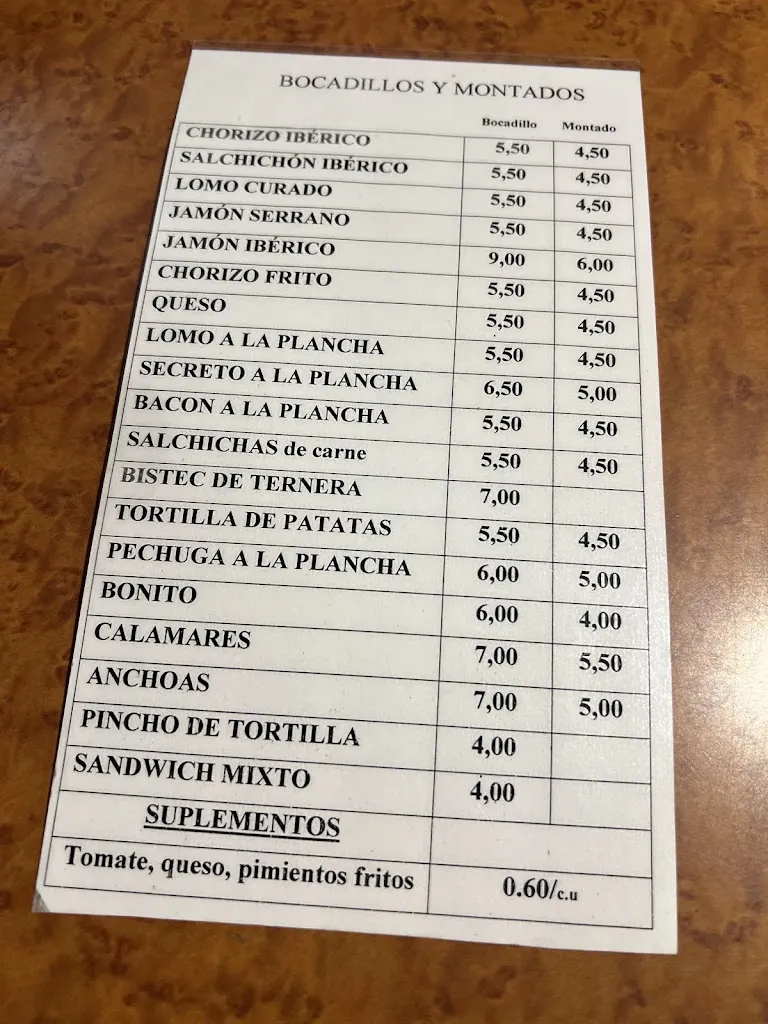 BOCADILLOS Y MONTADOS
Bocadillo Montado
CHORIZO IBÉRICO 5,50 4,50
SALCHICHÓN IBÉRICO 5,50 4,50
LOMO CURADO 5,50 4,50
JAMÓN SERRANO 5,50 4,50
JAMÓN IBÉRICO 9,00 6,00
CHORIZO FRITO 5,50 4,50
QUESO 5,50 4,50
LOMO A LA PLANCHA 5,50 4,50
SECRETO A LA PLANCHA 6,50 5,00
BACON A LA PLANCHA 5,50 4,50
SALCHICHAS de carne 5,50 4,50
BISTEC DE TERNERA 7,00
TORTILLA DE PATATAS 5,50 4,50
PECHUGA A LA PLANCHA 6,00 5,00
BONITO 6,00 4,00
CALAMARES 7,00 5,50
ANCHOAS 7,00 5,00
PINCHO DE TORTILLA 4,00
SANDWICH MIXTO 4,00
SUPLEMENTOS
Tomate, queso, pimientos fritos 0.60/c.u